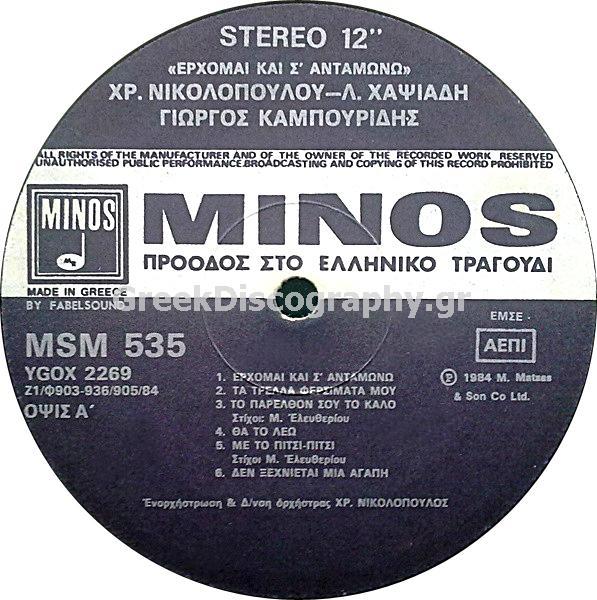 STEREO 12''
«ΕΡΧΟΜΑΙ ΚΑΙ Σ' ΑΝΤΑΜΩΝΩ»
ΧΡ. ΝΙΚΟΛΟΠΟΥΛΟΥ—Λ. ΧΑΨΙΑΔΗ
ΓΙΩΡΓΟΣ ΚΑΜΠΟΥΡΙΔΗΣ
ALL RIGHTS OF THE MANUFACTURER AND OF THE OWNER OF THE RECORDED WORK RESERVED
UNAUTHORISED PUBLIC PERFORMANCE.BROADCASTING AND COPYING OF THIS RECORD PROHIBITED
MINOS
MINOS
ΠΡΟΟΔΟΣ ΣΤΟ ΕΛΛΗΝΙΚΟ ΤΡΑΓΟΥΔΙ
MADE IN GREECE
BY FABELSOUND
GreekDiscography.gr
ΕΜΣΕ
MSM 535
ΑΕΠΙ
YGOX 2269
Ζ1/Φ903-936/905/84
ΟΨΙΣ Α΄
℗ 1984 M. Matsas
& Son Co Ltd.
1. ΕΡΧΟΜΑΙ ΚΑΙ Σ' ΑΝΤΑΜΩΝΩ
2. ΤΑ ΤΡΕΛΛΑ ΦΕΡΣΙΜΑΤΑ ΜΟΥ
3. ΤΟ ΠΑΡΕΛΘΟΝ ΣΟΥ ΤΟ ΚΑΛΟ
Στίχοι: Μ. Ἐλευθερίου
4. ΘΑ ΤΟ ΛΕΩ
5. ΜΕ ΤΟ ΠΙΤΣΙ-ΠΙΤΣΙ
Στίχοι Μ. Ἐλευθερίου
6. ΔΕΝ ΞΕΧΝΙΕΤΑΙ ΜΙΑ ΑΓΑΠΗ
Ἐνορχήστρωση & Δ/νση ὀρχήστρας ΧΡ. ΝΙΚΟΛΟΠΟΥΛΟΣ